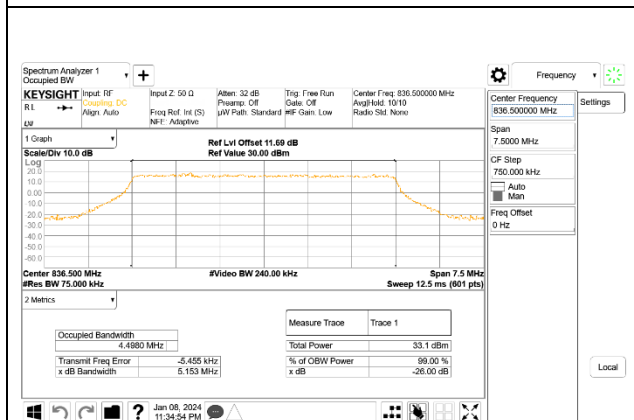 Spectrum Analyzer 1
Occupied BW
KEYSIGHT
Input: RF
Coupling: DC
Align: Auto
RL
Input Z: 50 Ω
Freq Ref: Int (S)
NFE: Adaptive
Atten: 32 dB
Preamp: Off
µW Path: Standard
Trig: Free Run
Gate: Off
#IF Gain: Low
Center Freq: 836.500000 MHz
Avg|Hold: 10/10
Radio Std: None
1 Graph
Scale/Div 10.0 dB
Ref Lvl Offset 11.69 dB
Ref Value 30.00 dBm
Log
20.0
10.0
0.00
-10.0
-20.0
-30.0
-40.0
-50.0
-60.0
Center 836.500 MHz
#Res BW 75.000 kHz
#Video BW 240.00 kHz
Span 7.5 MHz
Sweep 12.5 ms (601 pts)
2 Metrics
Occupied Bandwidth
4.4980 MHz
Transmit Freq Error -5.455 kHz
x dB Bandwidth 5.153 MHz
Measure Trace Trace 1
Total Power 33.1 dBm
% of OBW Power 99.00 %
x dB -26.00 dB
Jan 08, 2024
11:34:54 PM
Frequency
Center Frequency
836.500000 MHz
Span
7.5000 MHz
CF Step
750.000 kHz
Auto
Man
Freq Offset
0 Hz
Settings
Local